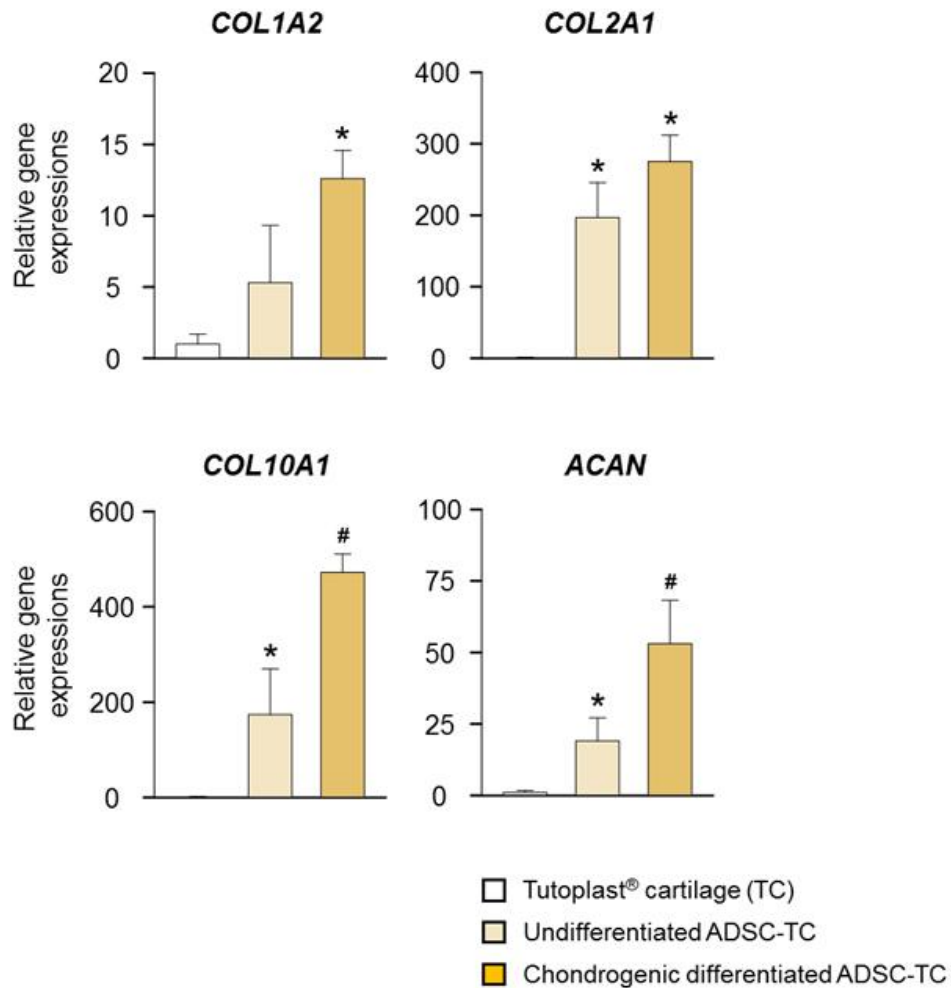 COL1A2
COL2A1
Relative gene
expressions
20
15
10
5
0
*
400
300
200
100
0
*
*
COL10A1
ACAN
Relative gene
expressions
600
400
200
0
*
#
100
75
50
25
0
*
#
Tutoplast® cartilage (TC)
Undifferentiated ADSC-TC
Chondrogenic differentiated ADSC-TC